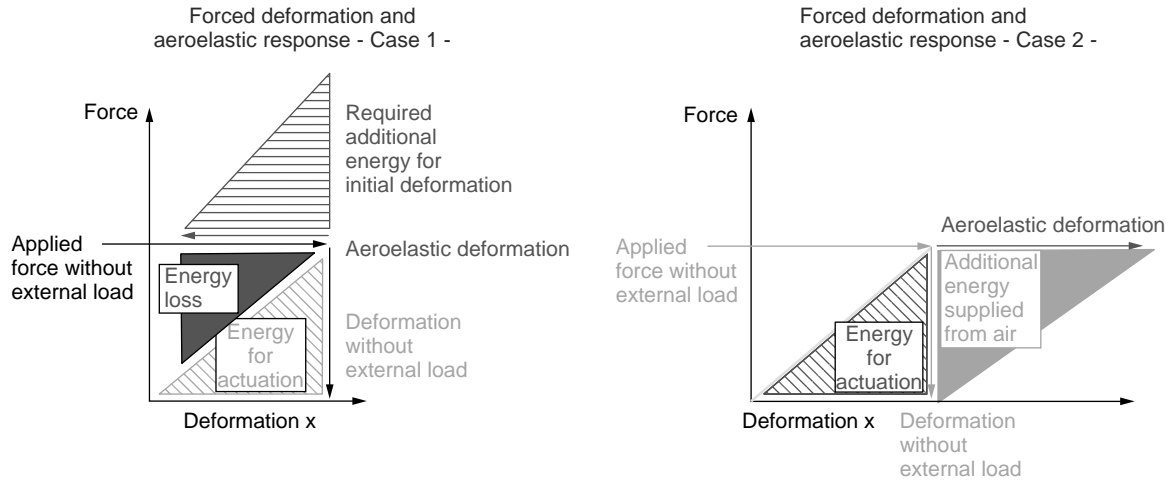 Forced deformation and
aeroelastic response - Case 1 -
Force
Required
additional
energy for
initial deformation
Applied
force without
external load
Aeroelastic deformation
Energy
loss
Energy
for
actuation
Deformation
without
external load
Deformation x
Forced deformation and
aeroelastic response - Case 2 -
Force
Aeroelastic deformation
Applied
force without
external load
Additional
energy
supplied
from air
Energy
for
actuation
Deformation x
Deformation
without
external load